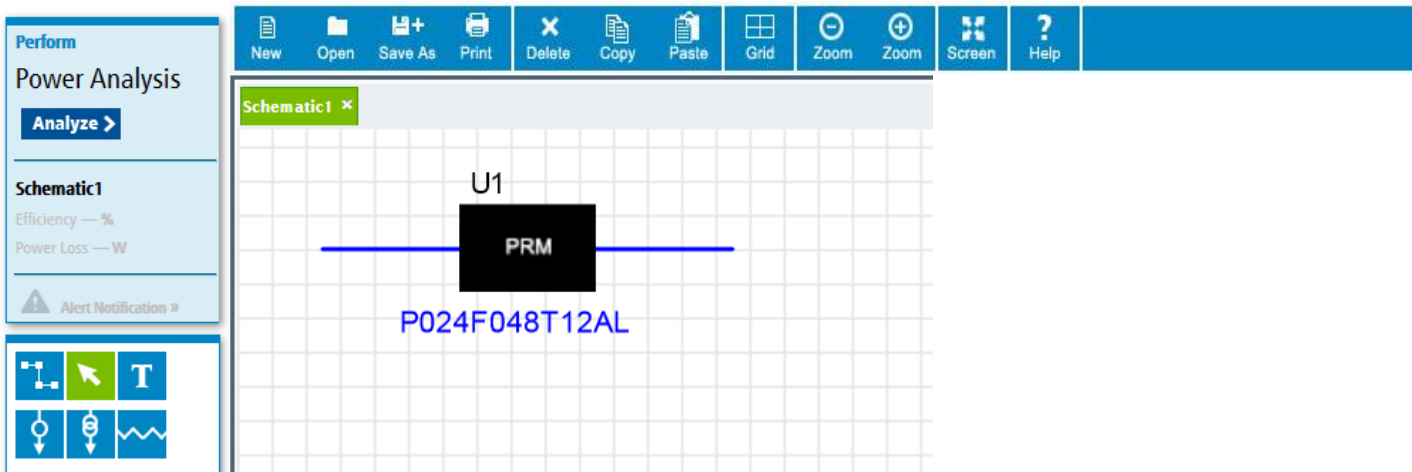 Perform
Power Analysis
Analyze >
Schematic1
Efficiency — %
Power Loss — W
Alert Notification »
T
New Open Save As Print Delete Copy Paste Grid Zoom Zoom Screen Help
Schematic1 ×
U1
PRM
P024F048T12AL